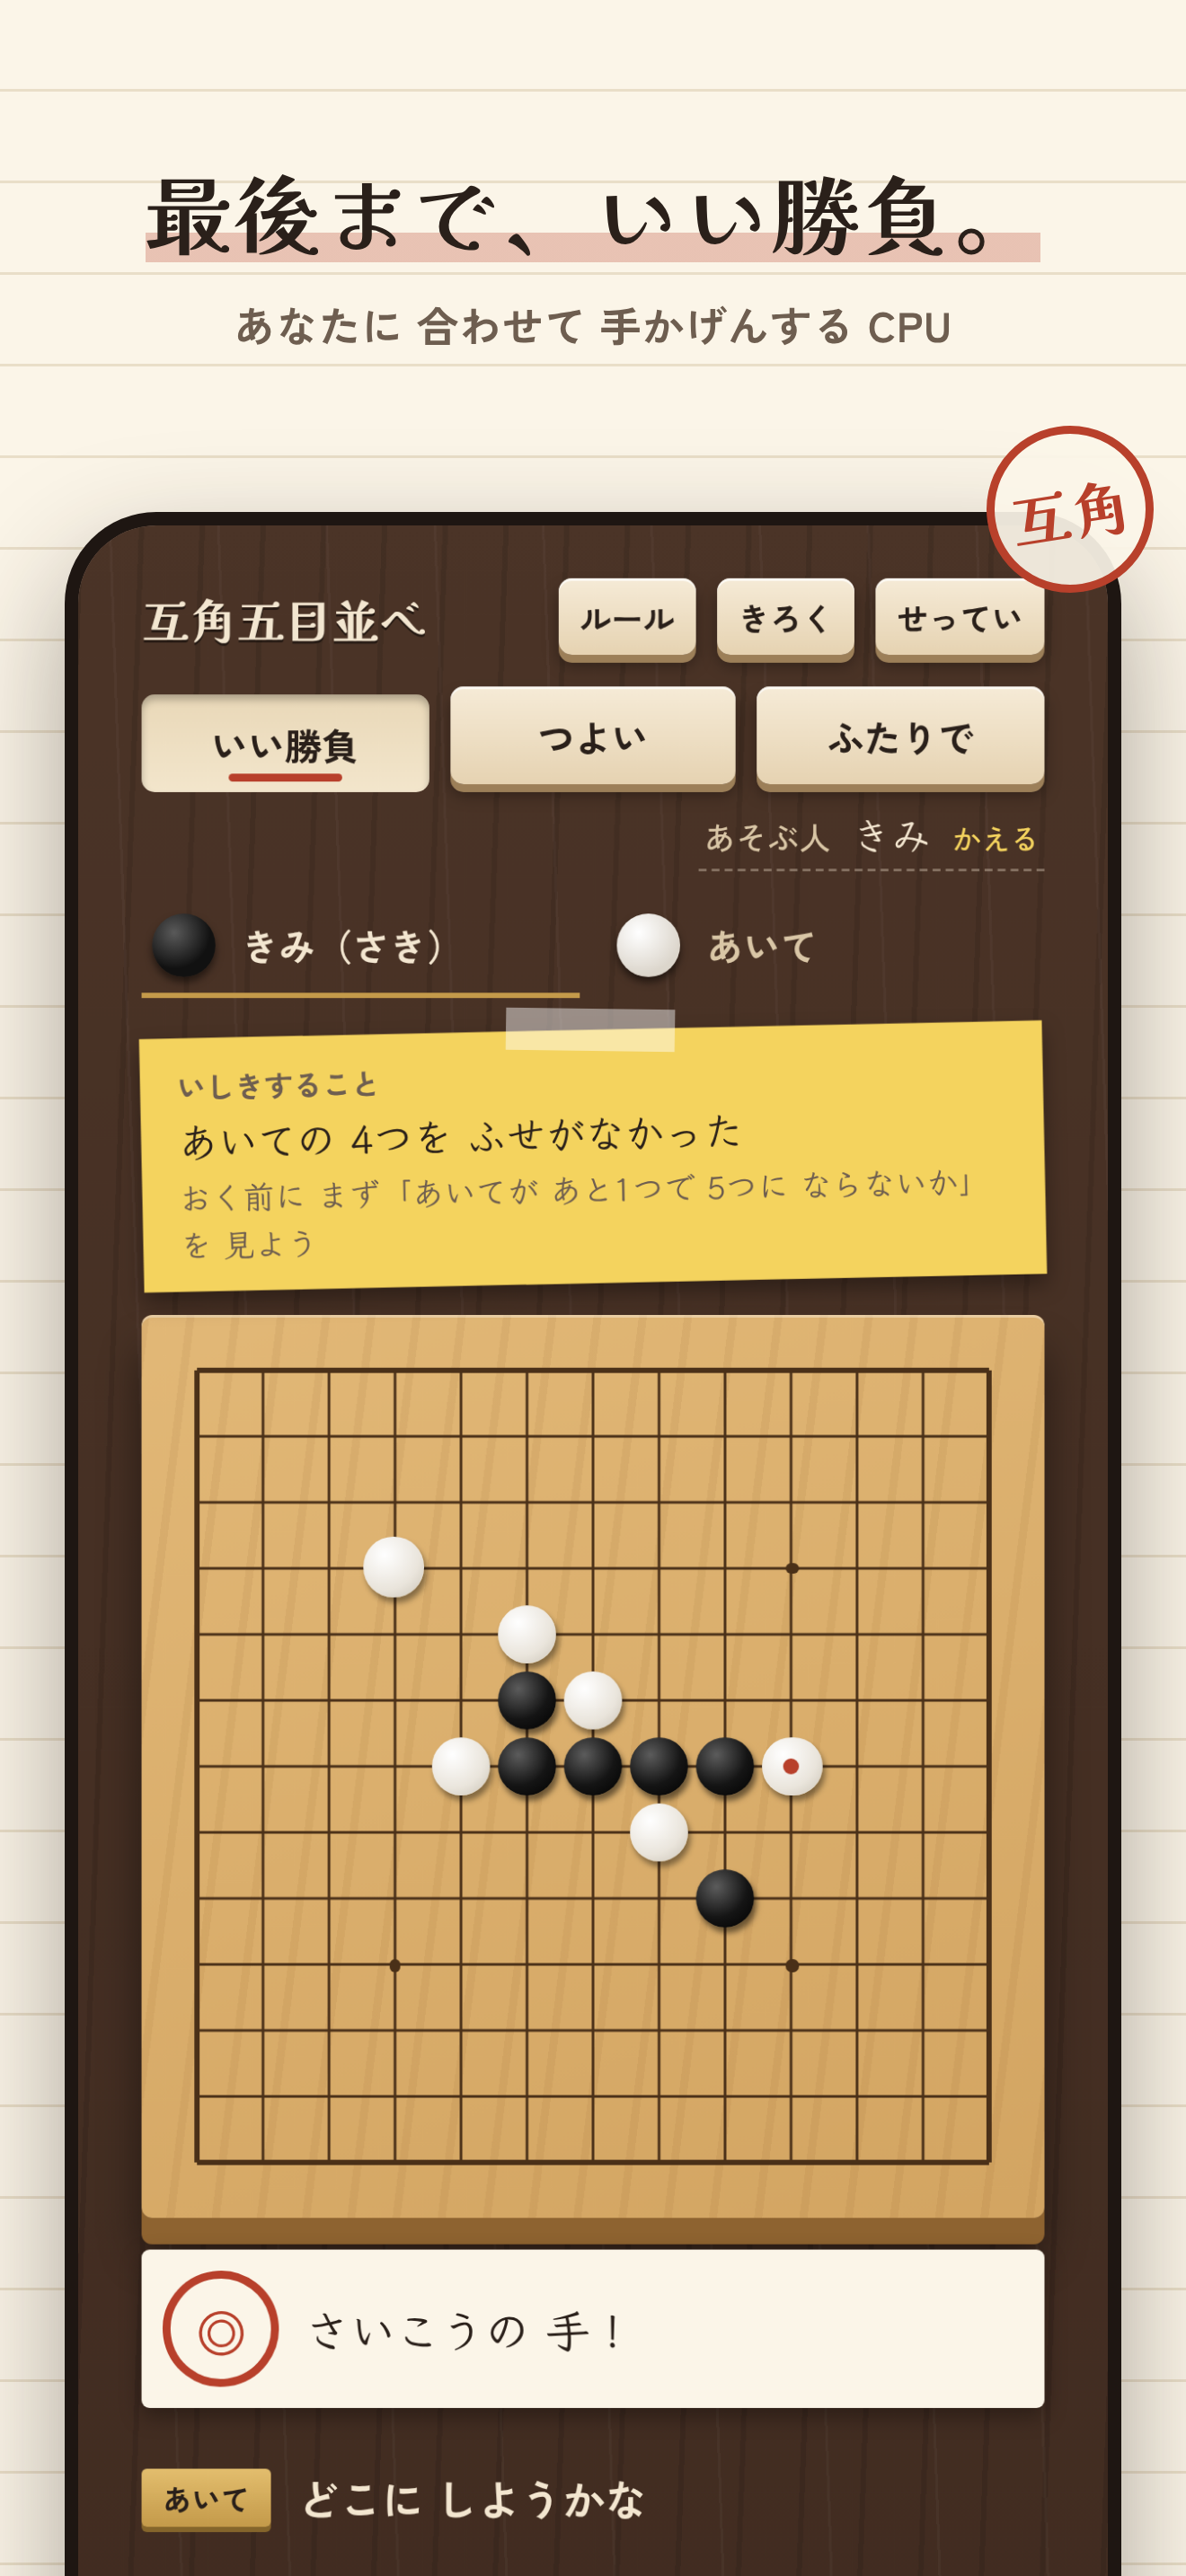 最後まで、いい勝負。
あなたに 合わせて 手かげんする CPU
互角
互角五目並べ
ルール
きろく
せってい
いい勝負
つよい
ふたりで
あそぶ人 きみ かえる
きみ（さき）
あいて
いしきすること
あいての 4つを ふせがなかった
おく前に まず「あいてが あと1つで 5つに ならないか」
を 見よう
◎ さいこうの 手！
あいて どこに しようかな